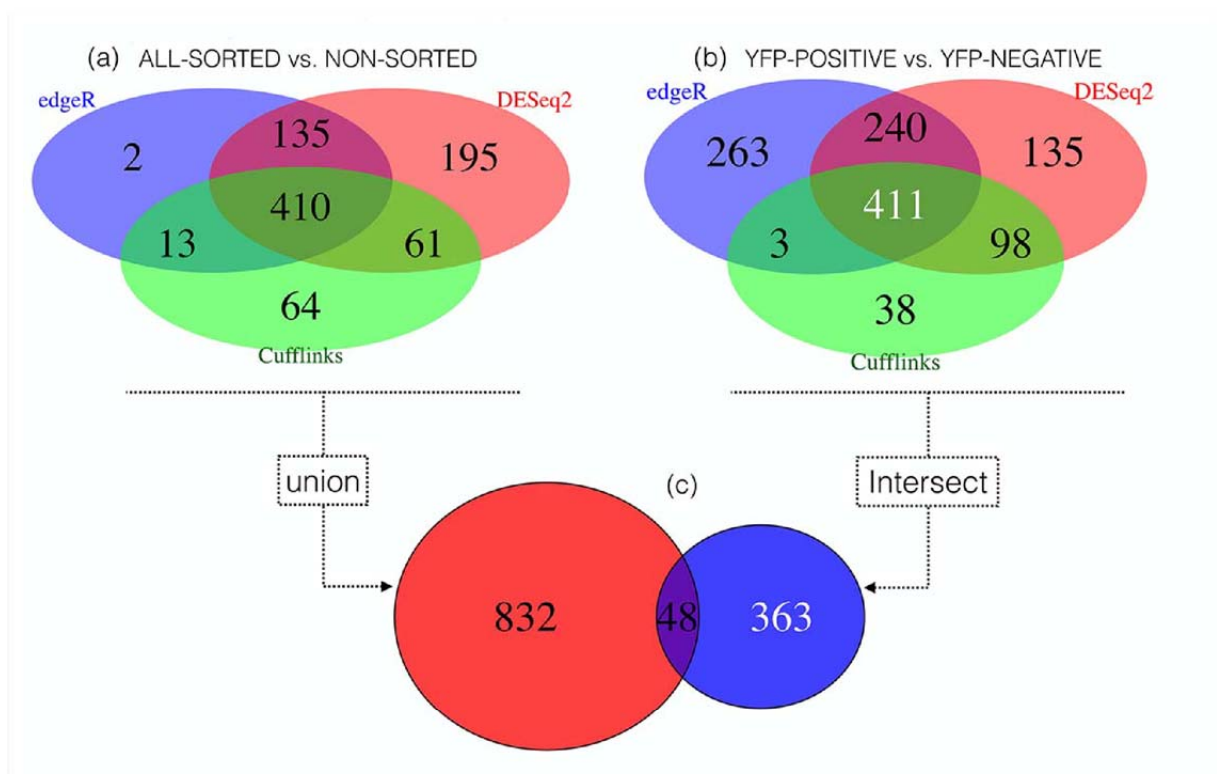 (a) ALL-SORTED vs. NON-SORTED
edgeR
DESeq2
2
135
195
410
13
61
64
Cufflinks
(b) YFP-POSITIVE vs. YFP-NEGATIVE
edgeR
DESeq2
263
240
135
411
3
98
38
Cufflinks
union
(c)
Intersect
832
48
363